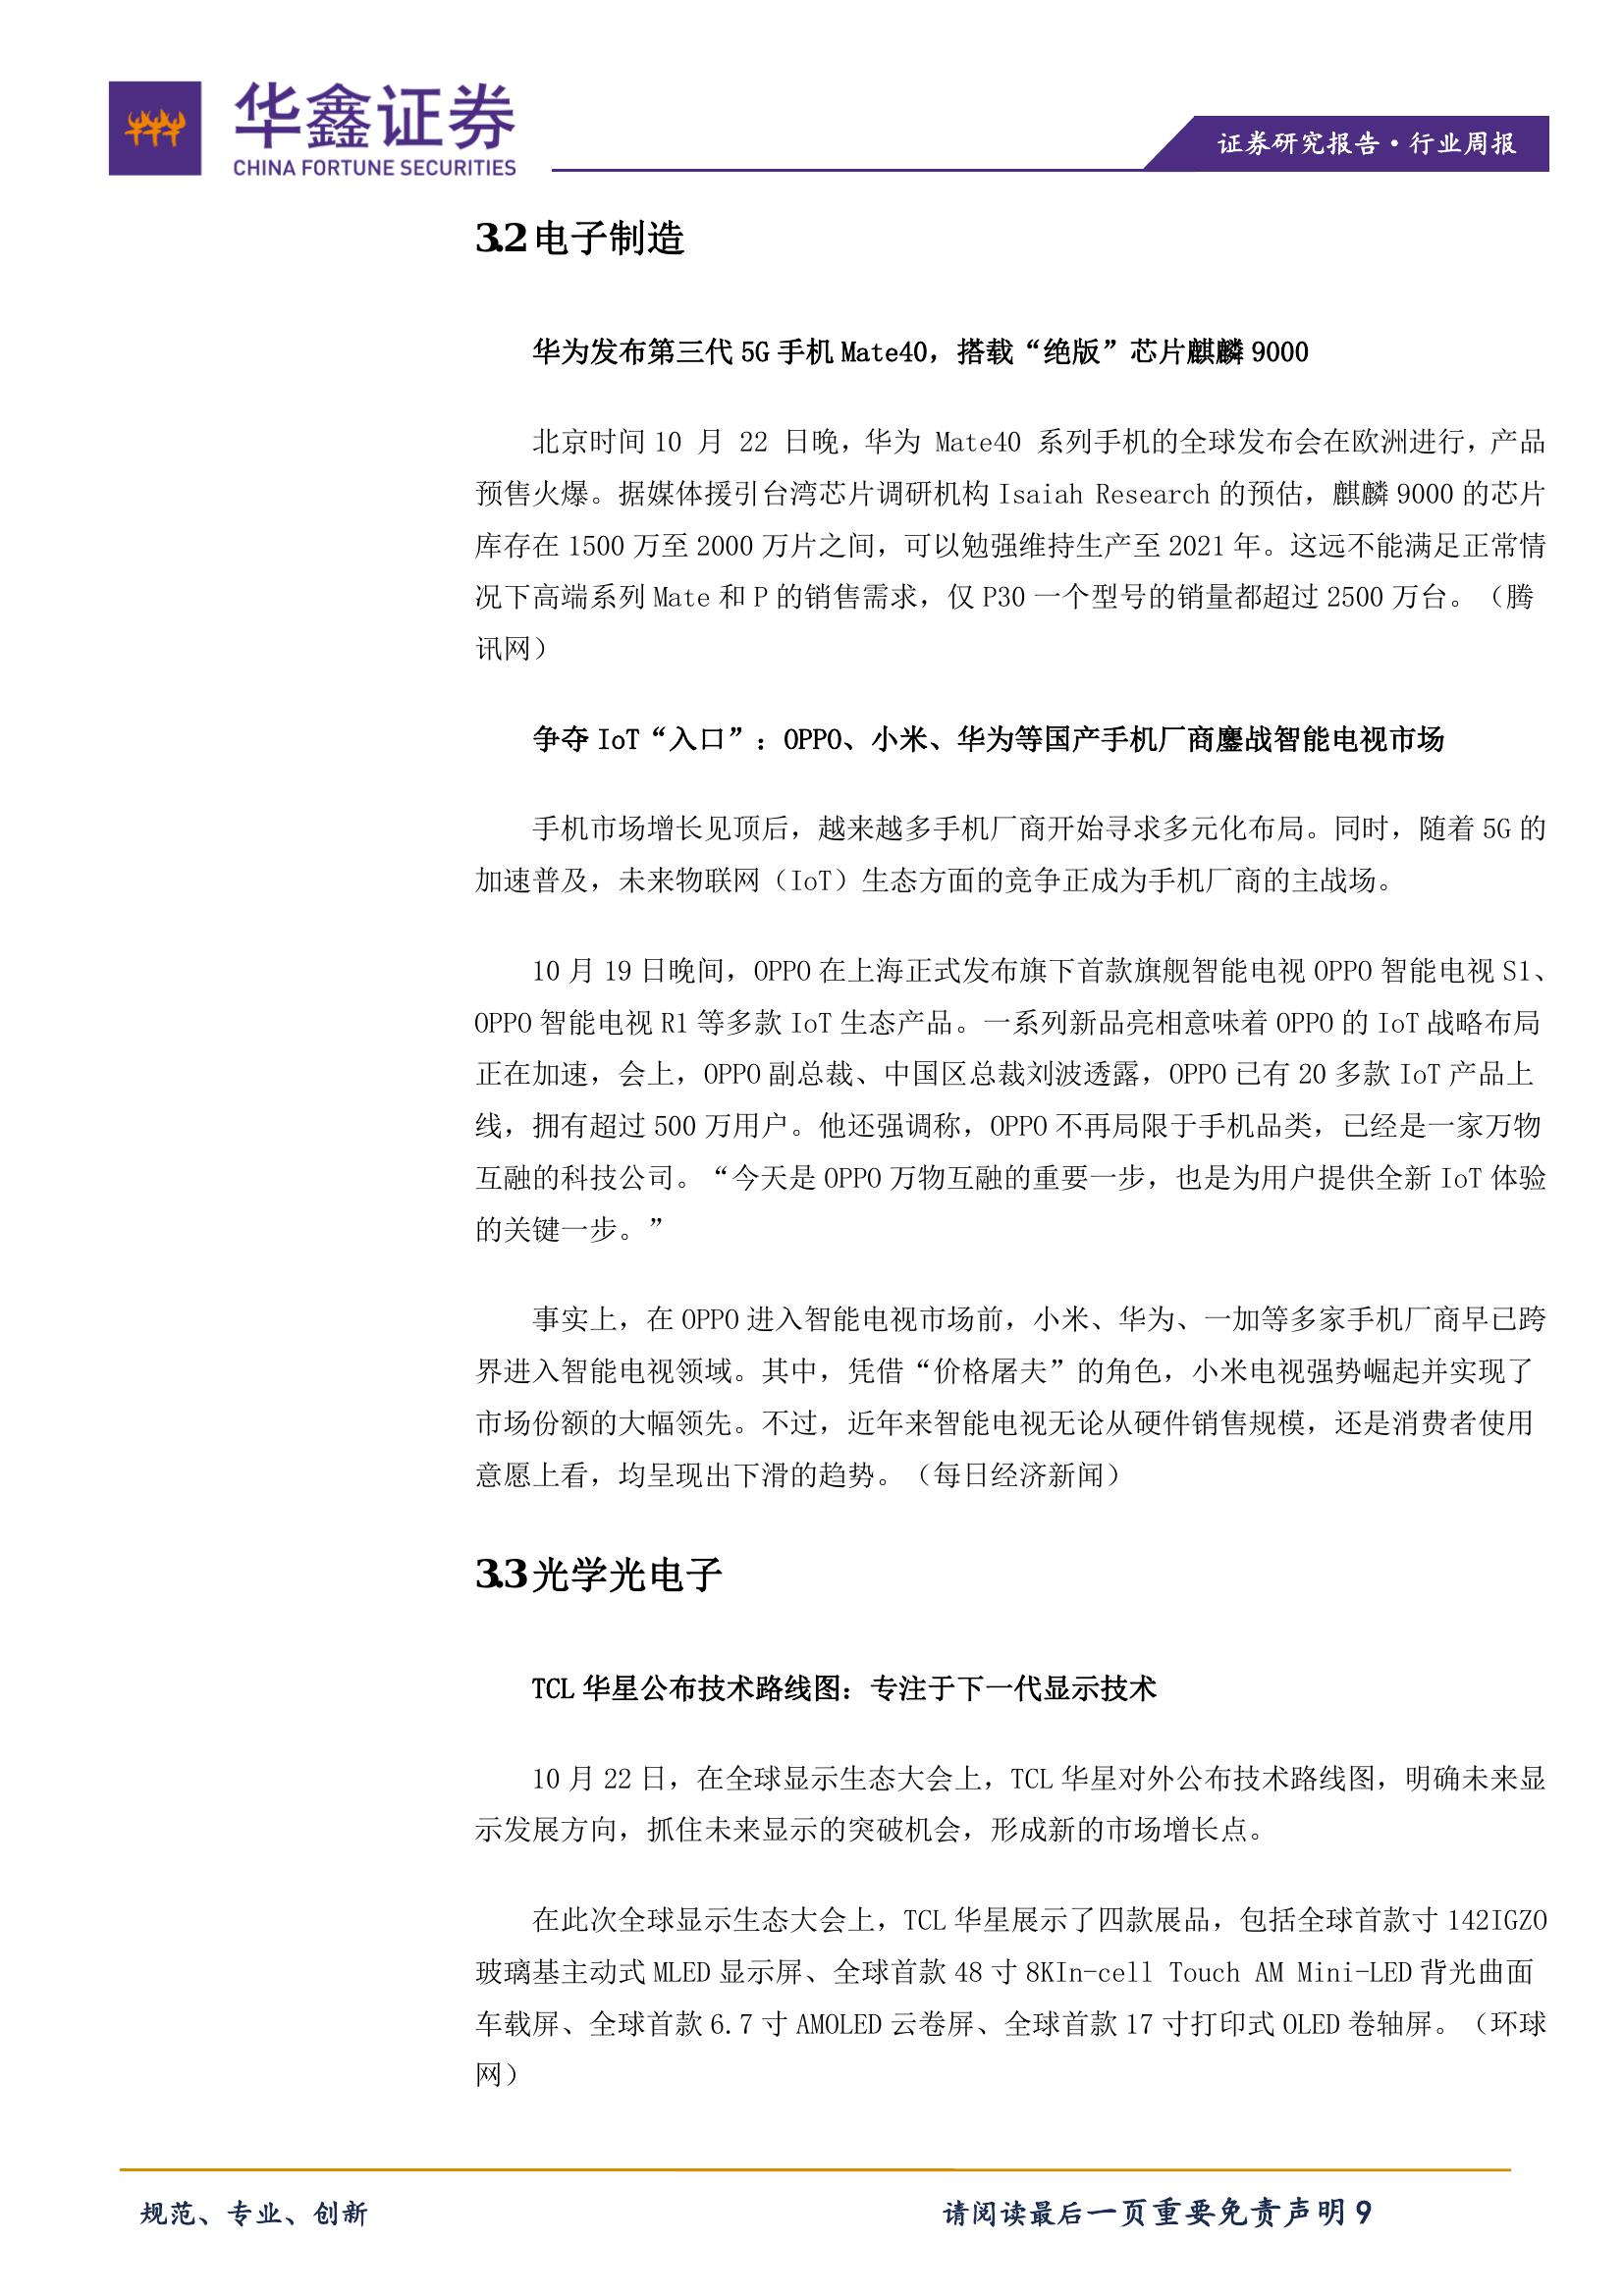 华鑫证券
CHINA FORTUNE SECURITIES
证券研究报告·行业周报
3.2 电子制造
华为发布第三代 5G 手机 Mate40，搭载“绝版”芯片麒麟 9000
北京时间 10 月 22 日晚，华为 Mate40 系列手机的全球发布会在欧洲进行，产品
预售火爆。据媒体援引台湾芯片调研机构 Isaiah Research 的预估，麒麟 9000 的芯片
库存在 1500 万至 2000 万片之间，可以勉强维持生产至 2021 年。这远不能满足正常情
况下高端系列 Mate 和 P 的销售需求，仅 P30 一个型号的销量都超过 2500 万台。（腾
讯网）
争夺 IoT“入口”：OPPO、小米、华为等国产手机厂商鏖战智能电视市场
手机市场增长见顶后，越来越多手机厂商开始寻求多元化布局。同时，随着 5G 的
加速普及，未来物联网（IoT）生态方面的竞争正成为手机厂商的主战场。
10 月 19 日晚间，OPPO 在上海正式发布旗下首款旗舰智能电视 OPPO 智能电视 S1、
OPPO 智能电视 R1 等多款 IoT 生态产品。一系列新品亮相意味着 OPPO 的 IoT 战略布局
正在加速，会上，OPPO 副总裁、中国区总裁刘波透露，OPPO 已有 20 多款 IoT 产品上
线，拥有超过 500 万用户。他还强调称，OPPO 不再局限于手机品类，已经是一家万物
互融的科技公司。“今天是 OPPO 万物互融的重要一步，也是为用户提供全新 IoT 体验
的关键一步。”
事实上，在 OPPO 进入智能电视市场前，小米、华为、一加等多家手机厂商早已跨
界进入智能电视领域。其中，凭借“价格屠夫”的角色，小米电视强势崛起并实现了
市场份额的大幅领先。不过，近年来智能电视无论从硬件销售规模，还是消费者使用
意愿上看，均呈现出下滑的趋势。（每日经济新闻）
3.3 光学光电子
TCL 华星公布技术路线图：专注于下一代显示技术
10 月 22 日，在全球显示生态大会上，TCL 华星对外公布技术路线图，明确未来显
示发展方向，抓住未来显示的突破机会，形成新的市场增长点。
在此次全球显示生态大会上，TCL 华星展示了四款展品，包括全球首款寸 142IGZO
玻璃基主动式 MLED 显示屏、全球首款 48 寸 8KIn-cell Touch AM Mini-LED 背光曲面
车载屏、全球首款 6.7 寸 AMOLED 云卷屏、全球首款 17 寸打印式 OLED 卷轴屏。（环球
网）
规范、专业、创新
请阅读最后一页重要免责声明 9